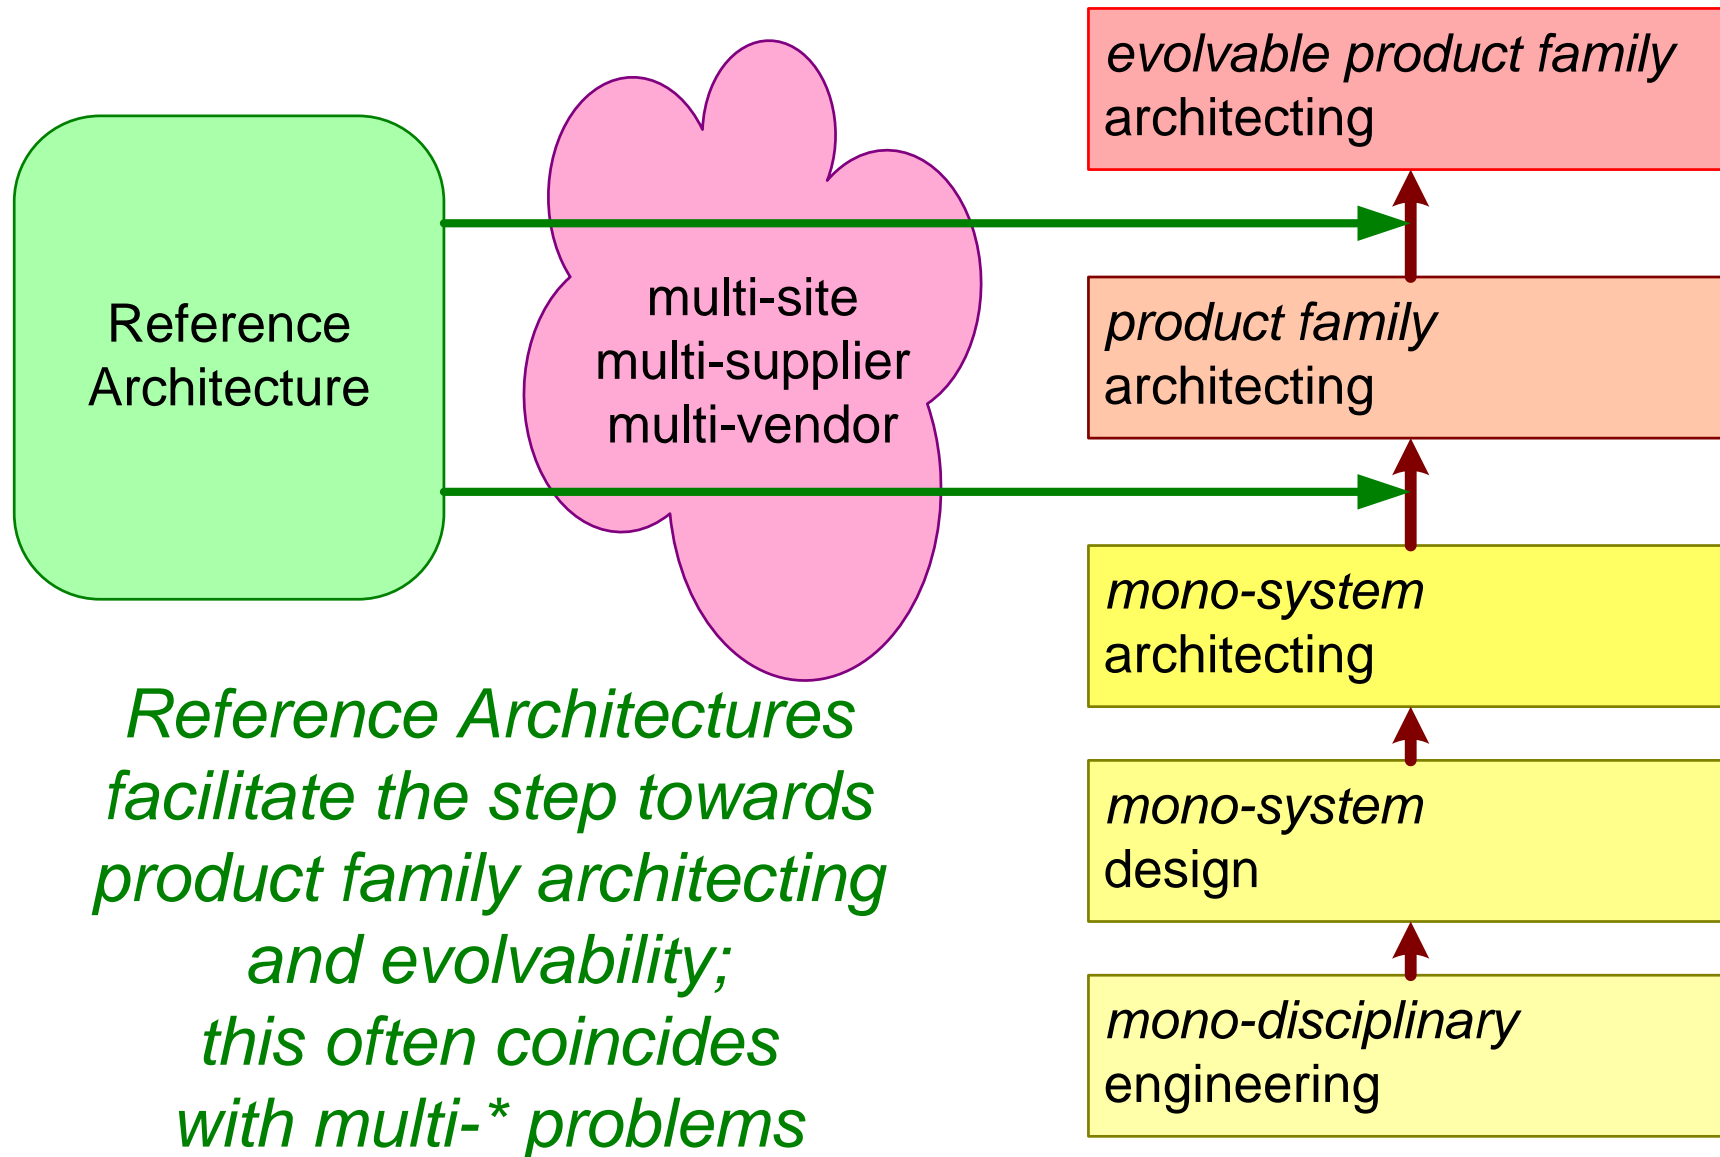 Reference
Architecture
multi-site
multi-supplier
multi-vendor
evolvable product family
architecting
product family
architecting
mono-system
architecting
mono-system
design
mono-disciplinary
engineering
Reference Architectures
facilitate the step towards
product family architecting
and evolvability;
this often coincides
with multi-* problems